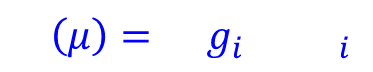 (μ) = g_i    i